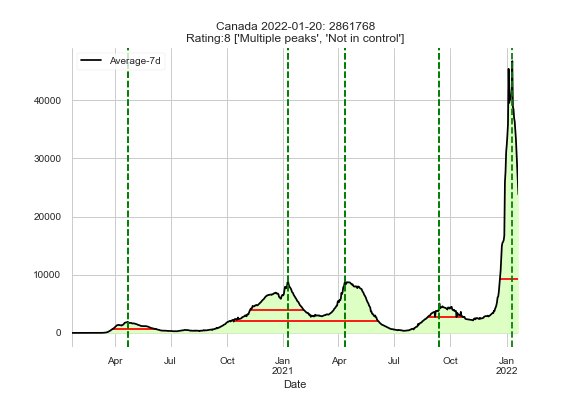 Canada 2022-01-20: 2861768
Rating:8 ['Multiple peaks', 'Not in control']
Average-7d
40000
30000
20000
10000
0
Apr
Jul
Oct
Jan
2021
Apr
Jul
Oct
Jan
2022
Date